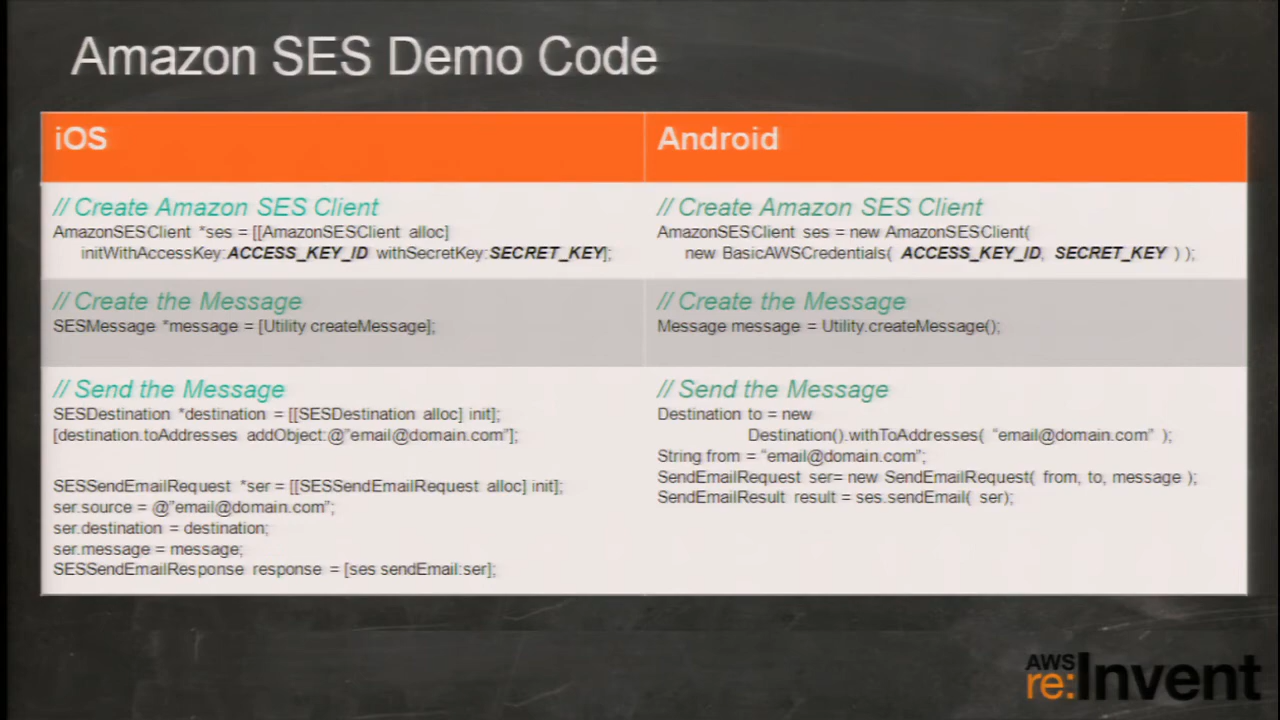 Amazon SES Demo Code
iOS
Android
// Create Amazon SES Client
AmazonSESClient *ses = [[AmazonSESClient alloc]
initWithAccessKey:ACCESS_KEY_ID withSecretKey:SECRET_KEY];
// Create Amazon SES Client
AmazonSESClient ses = new AmazonSESClient(
new BasicAWSCredentials( ACCESS_KEY_ID, SECRET_KEY ) );
// Create the Message
SESMessage *message = [Utility createMessage];
// Create the Message
Message message = Utility.createMessage();
// Send the Message
SESDestination *destination = [[SESDestination alloc] init];
[destination.toAddresses addObject:@”email@domain.com”];
SESSendEmailRequest *ser = [[SESSendEmailRequest alloc] init];
ser.source = @”email@domain.com”;
ser.destination = destination;
ser.message = message;
SESSendEmailResponse response = [ses sendEmail:ser];
// Send the Message
Destination to = new
Destination().withToAddresses( “email@domain.com” );
String from = “email@domain.com”;
SendEmailRequest ser= new SendEmailRequest( from, to, message );
SendEmailResult result = ses.sendEmail( ser);
AWS
re:Invent